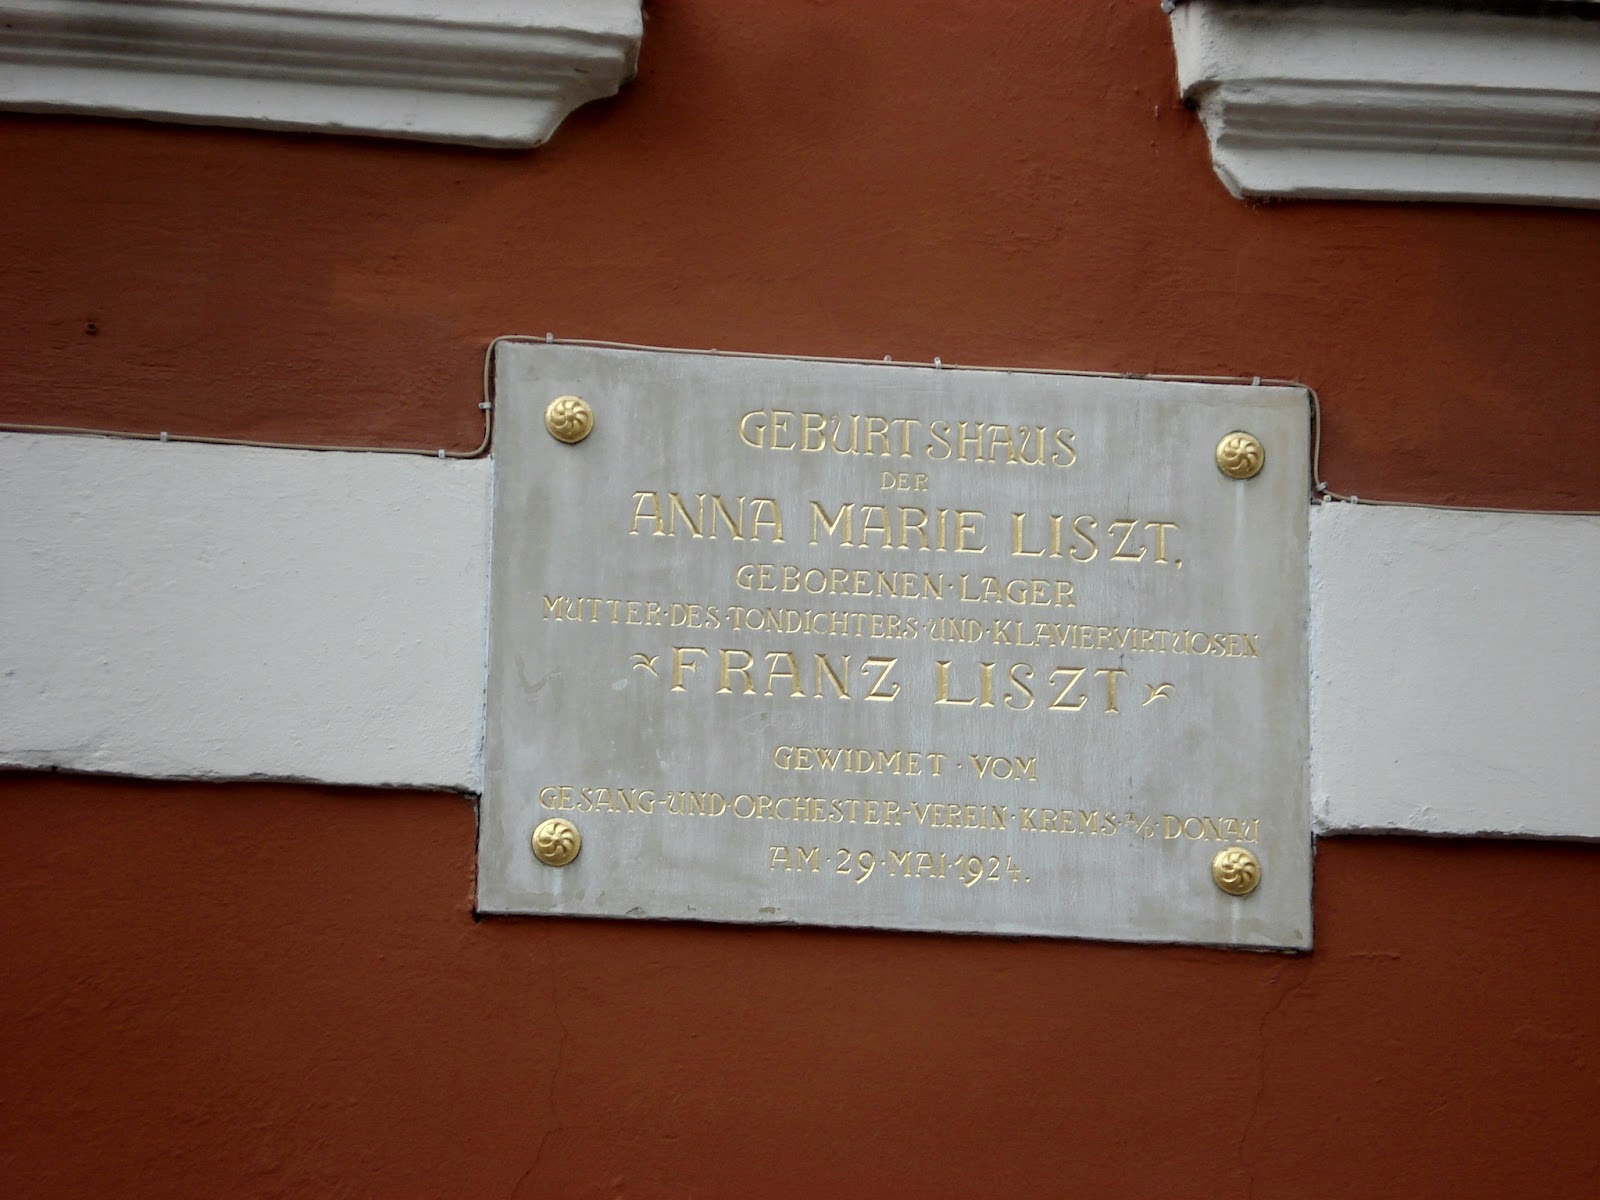 GEBURTSHAUS
DER
ANNA MARIE LISZT,
GEBORENEN·LAGER
MUTTER·DES·TONDICHTERS·UND·KLAVIERVIRTUOSEN
FRANZ LISZT
GEWIDMET·VOM
GESANG-UND·ORCHESTER-VEREIN·KREMS·A/D·DONAU
AM·29·MAI·1924.